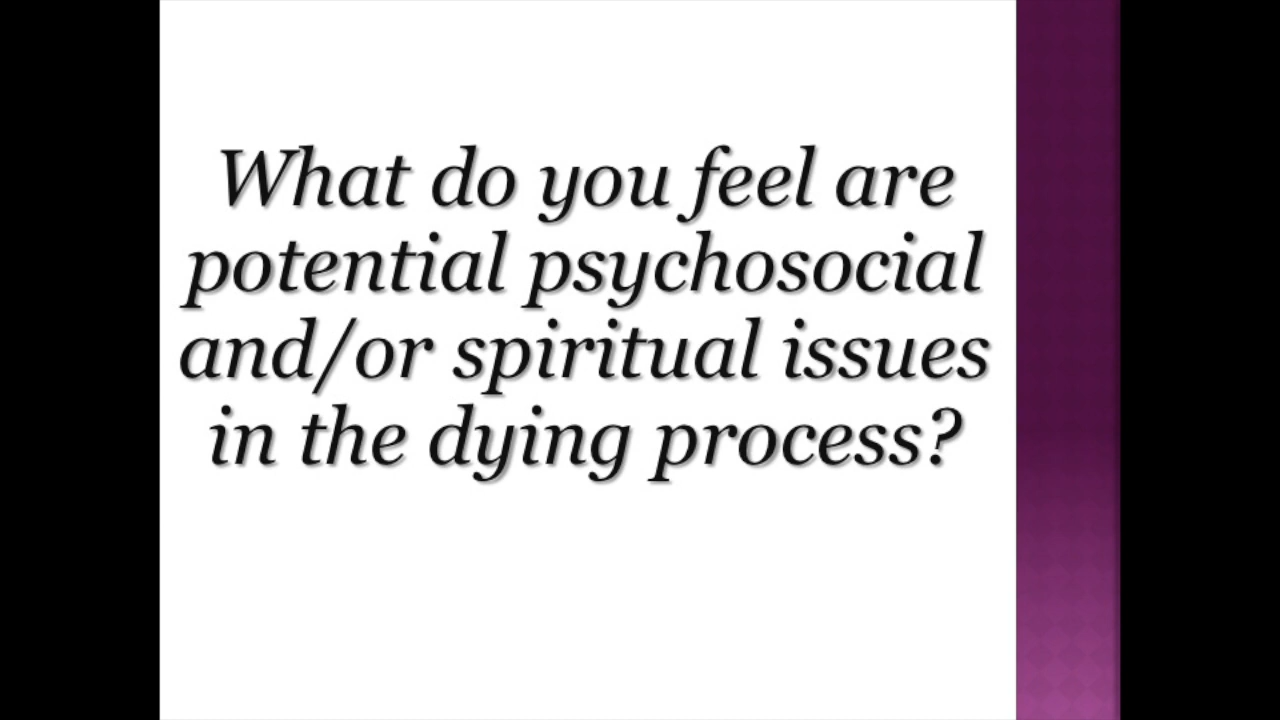 What do you feel are
potential psychosocial
and/or spiritual issues
in the dying process?